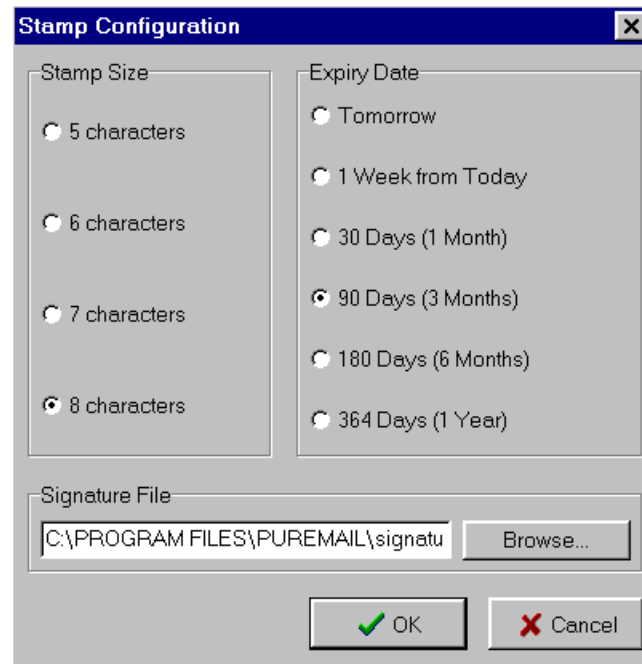 Stamp Configuration
Stamp Size
5 characters
6 characters
7 characters
8 characters
Expiry Date
Tomorrow
1 Week from Today
30 Days (1 Month)
90 Days (3 Months)
180 Days (6 Months)
364 Days (1 Year)
Signature File
C:\PROGRAM FILES\PUREMAIL\signatu
Browse...
OK
Cancel